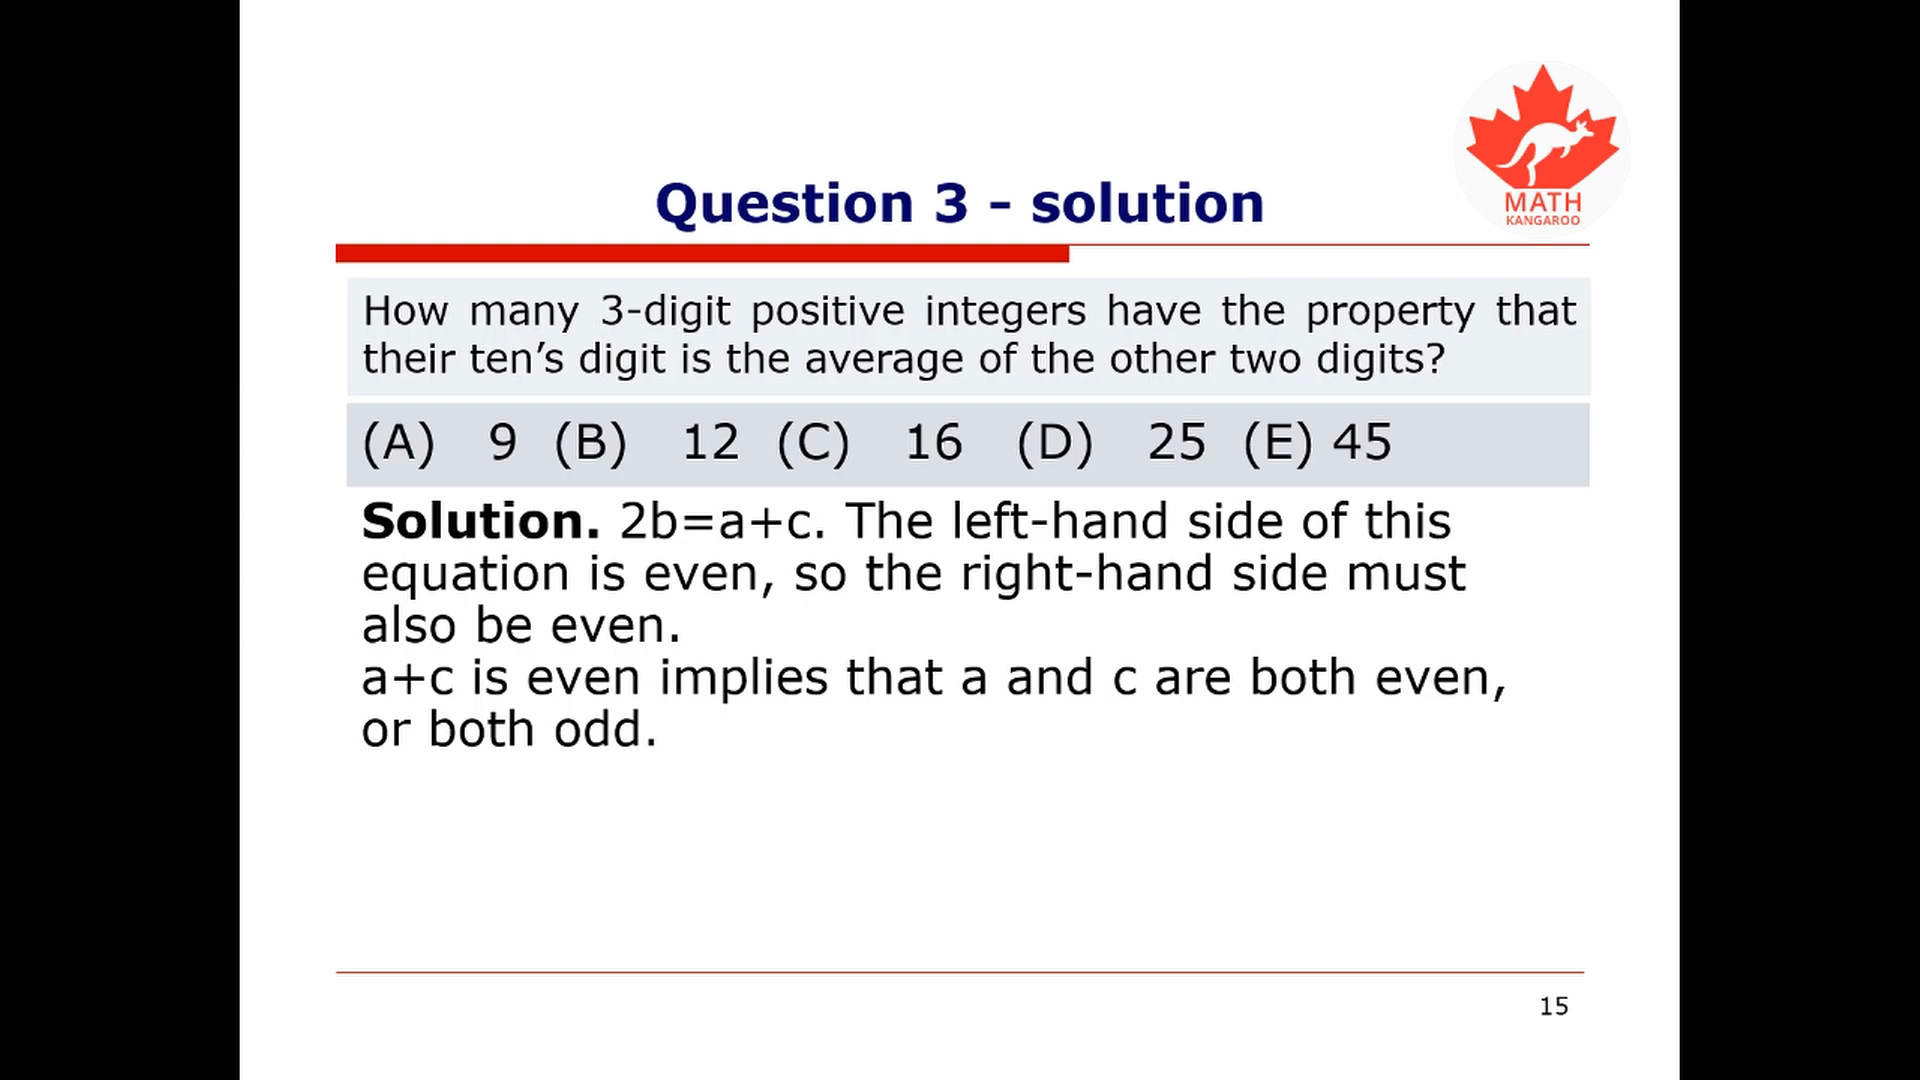 MATH
KANGAROO
Question 3 - solution
How many 3-digit positive integers have the property that
their ten’s digit is the average of the other two digits?
(A) 9 (B) 12 (C) 16 (D) 25 (E) 45
Solution. 2b=a+c. The left-hand side of this
equation is even, so the right-hand side must
also be even.
a+c is even implies that a and c are both even,
or both odd.
15